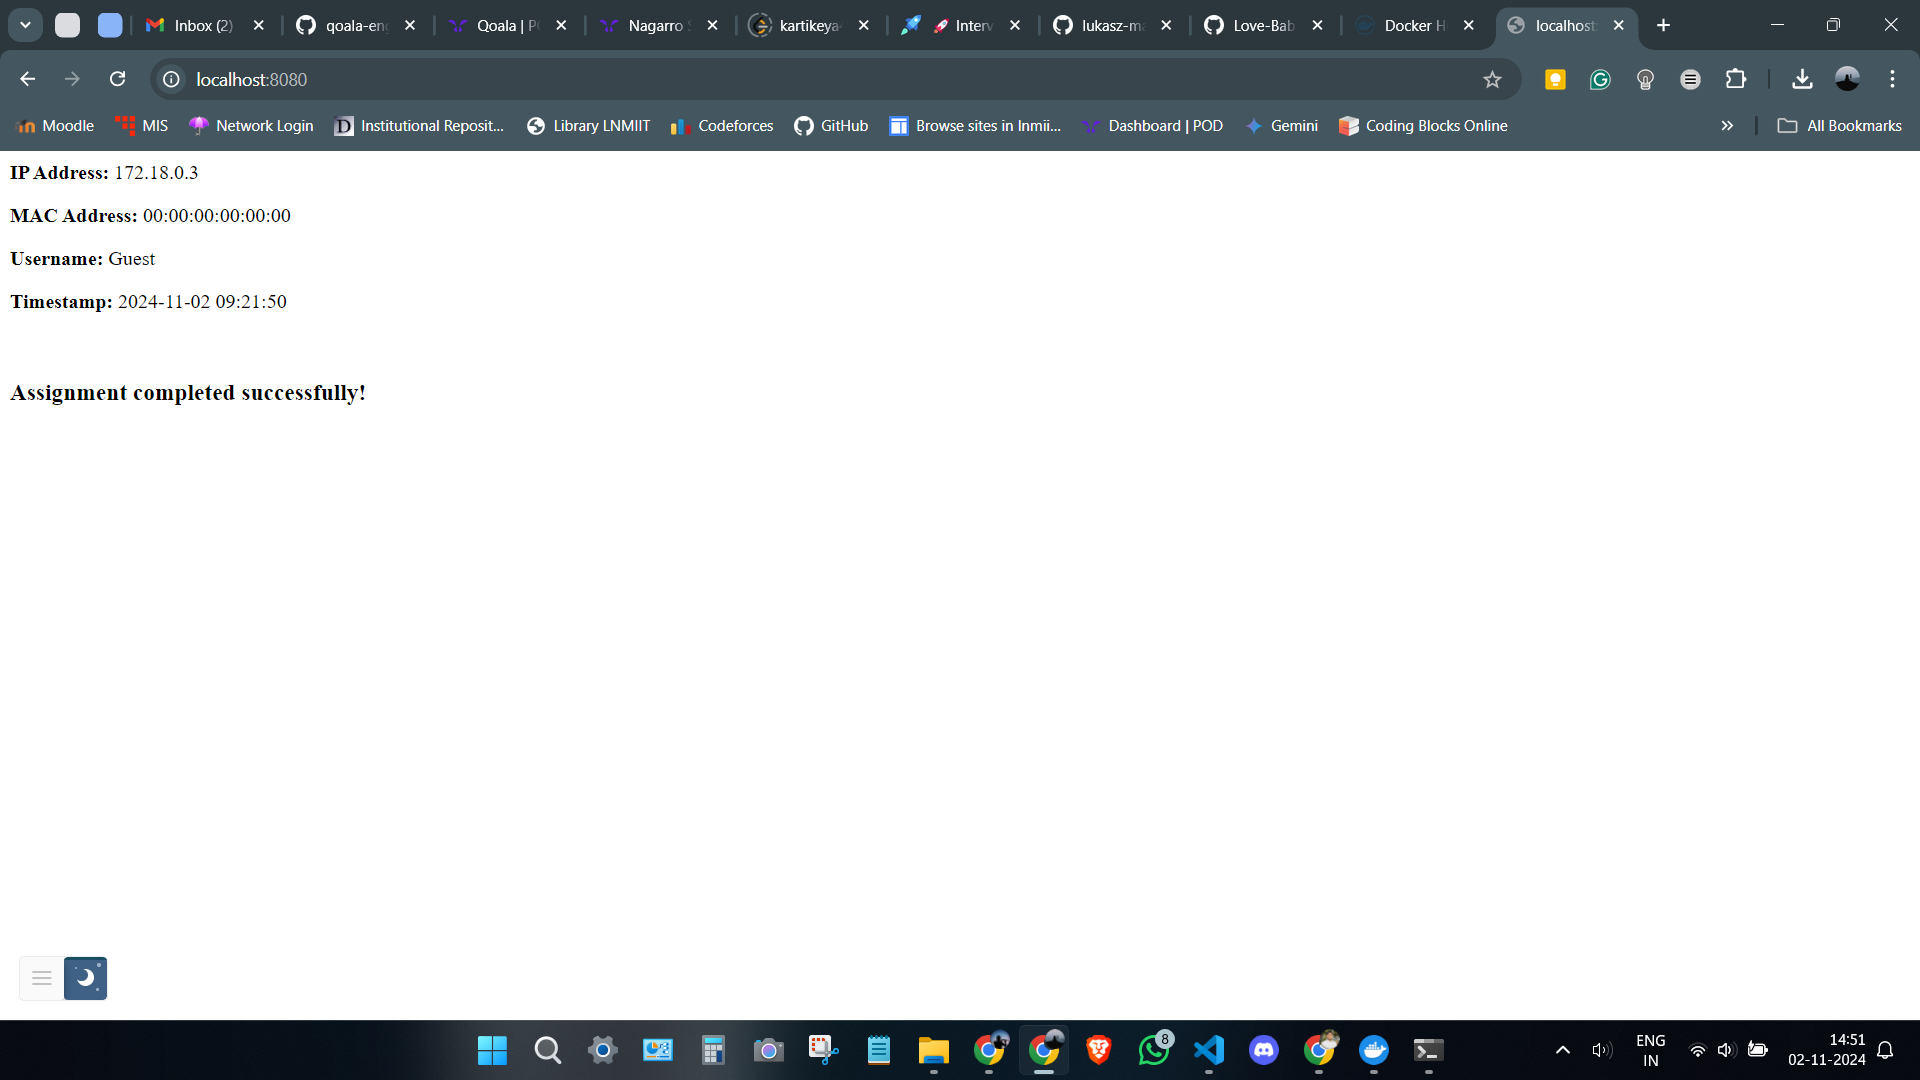 Inbox (2)
qoala-en
Qoala | P
Nagarro
kartikeya
Interv
lukasz-m
Love-Bab
Docker H
localhost:
localhost:8080
Moodle
MIS
Network Login
Institutional Reposit...
Library LNMIIT
Codeforces
GitHub
Browse sites in lnmii...
Dashboard | POD
Gemini
Coding Blocks Online
All Bookmarks
IP Address: 172.18.0.3
MAC Address: 00:00:00:00:00:00
Username: Guest
Timestamp: 2024-11-02 09:21:50
Assignment completed successfully!
8
ENG
IN
14:51
02-11-2024